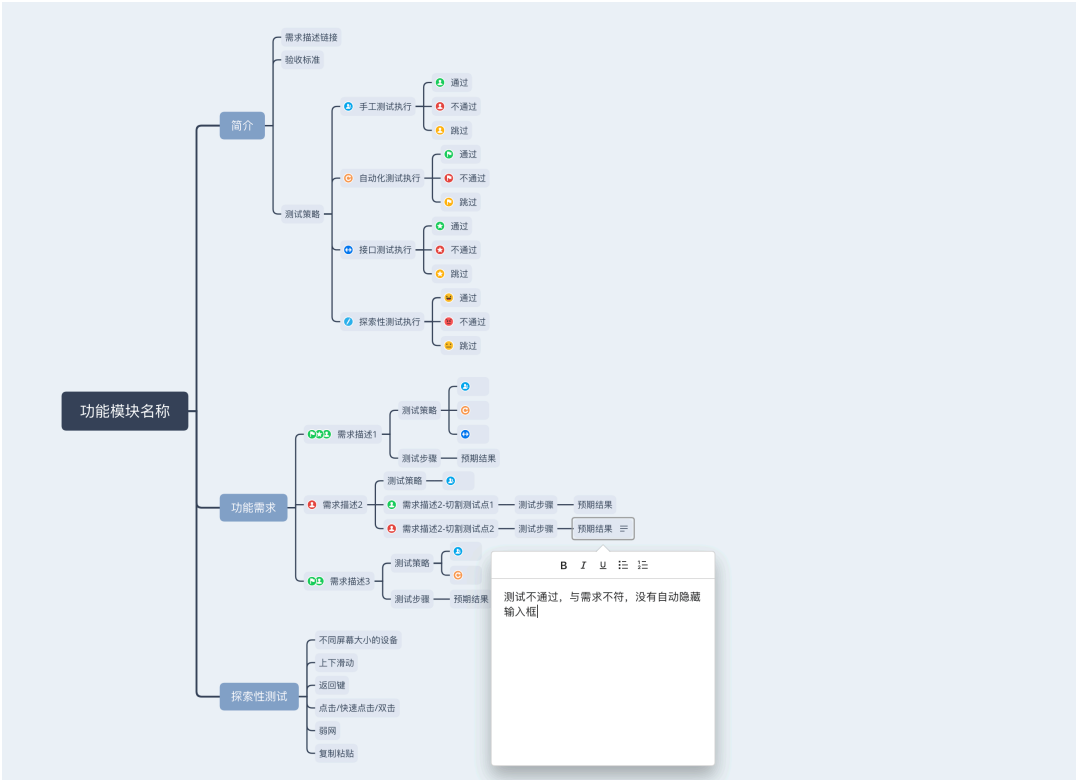 功能模块名称
简介
需求描述链接
验收标准
测试策略
手工测试执行
通过
不通过
跳过
自动化测试执行
通过
不通过
跳过
接口测试执行
通过
不通过
跳过
探索性测试执行
通过
不通过
跳过
功能需求
需求描述1
测试策略
测试步骤
预期结果
需求描述2
测试策略
需求描述2-切割测试点1
测试步骤
预期结果
需求描述2-切割测试点2
测试步骤
预期结果
需求描述3
测试策略
测试步骤
预期结果
B I U
测试不通过，与需求不符，没有自动隐藏
输入框
探索性测试
不同屏幕大小的设备
上下滑动
返回键
点击/快速点击/双击
弱网
复制粘贴